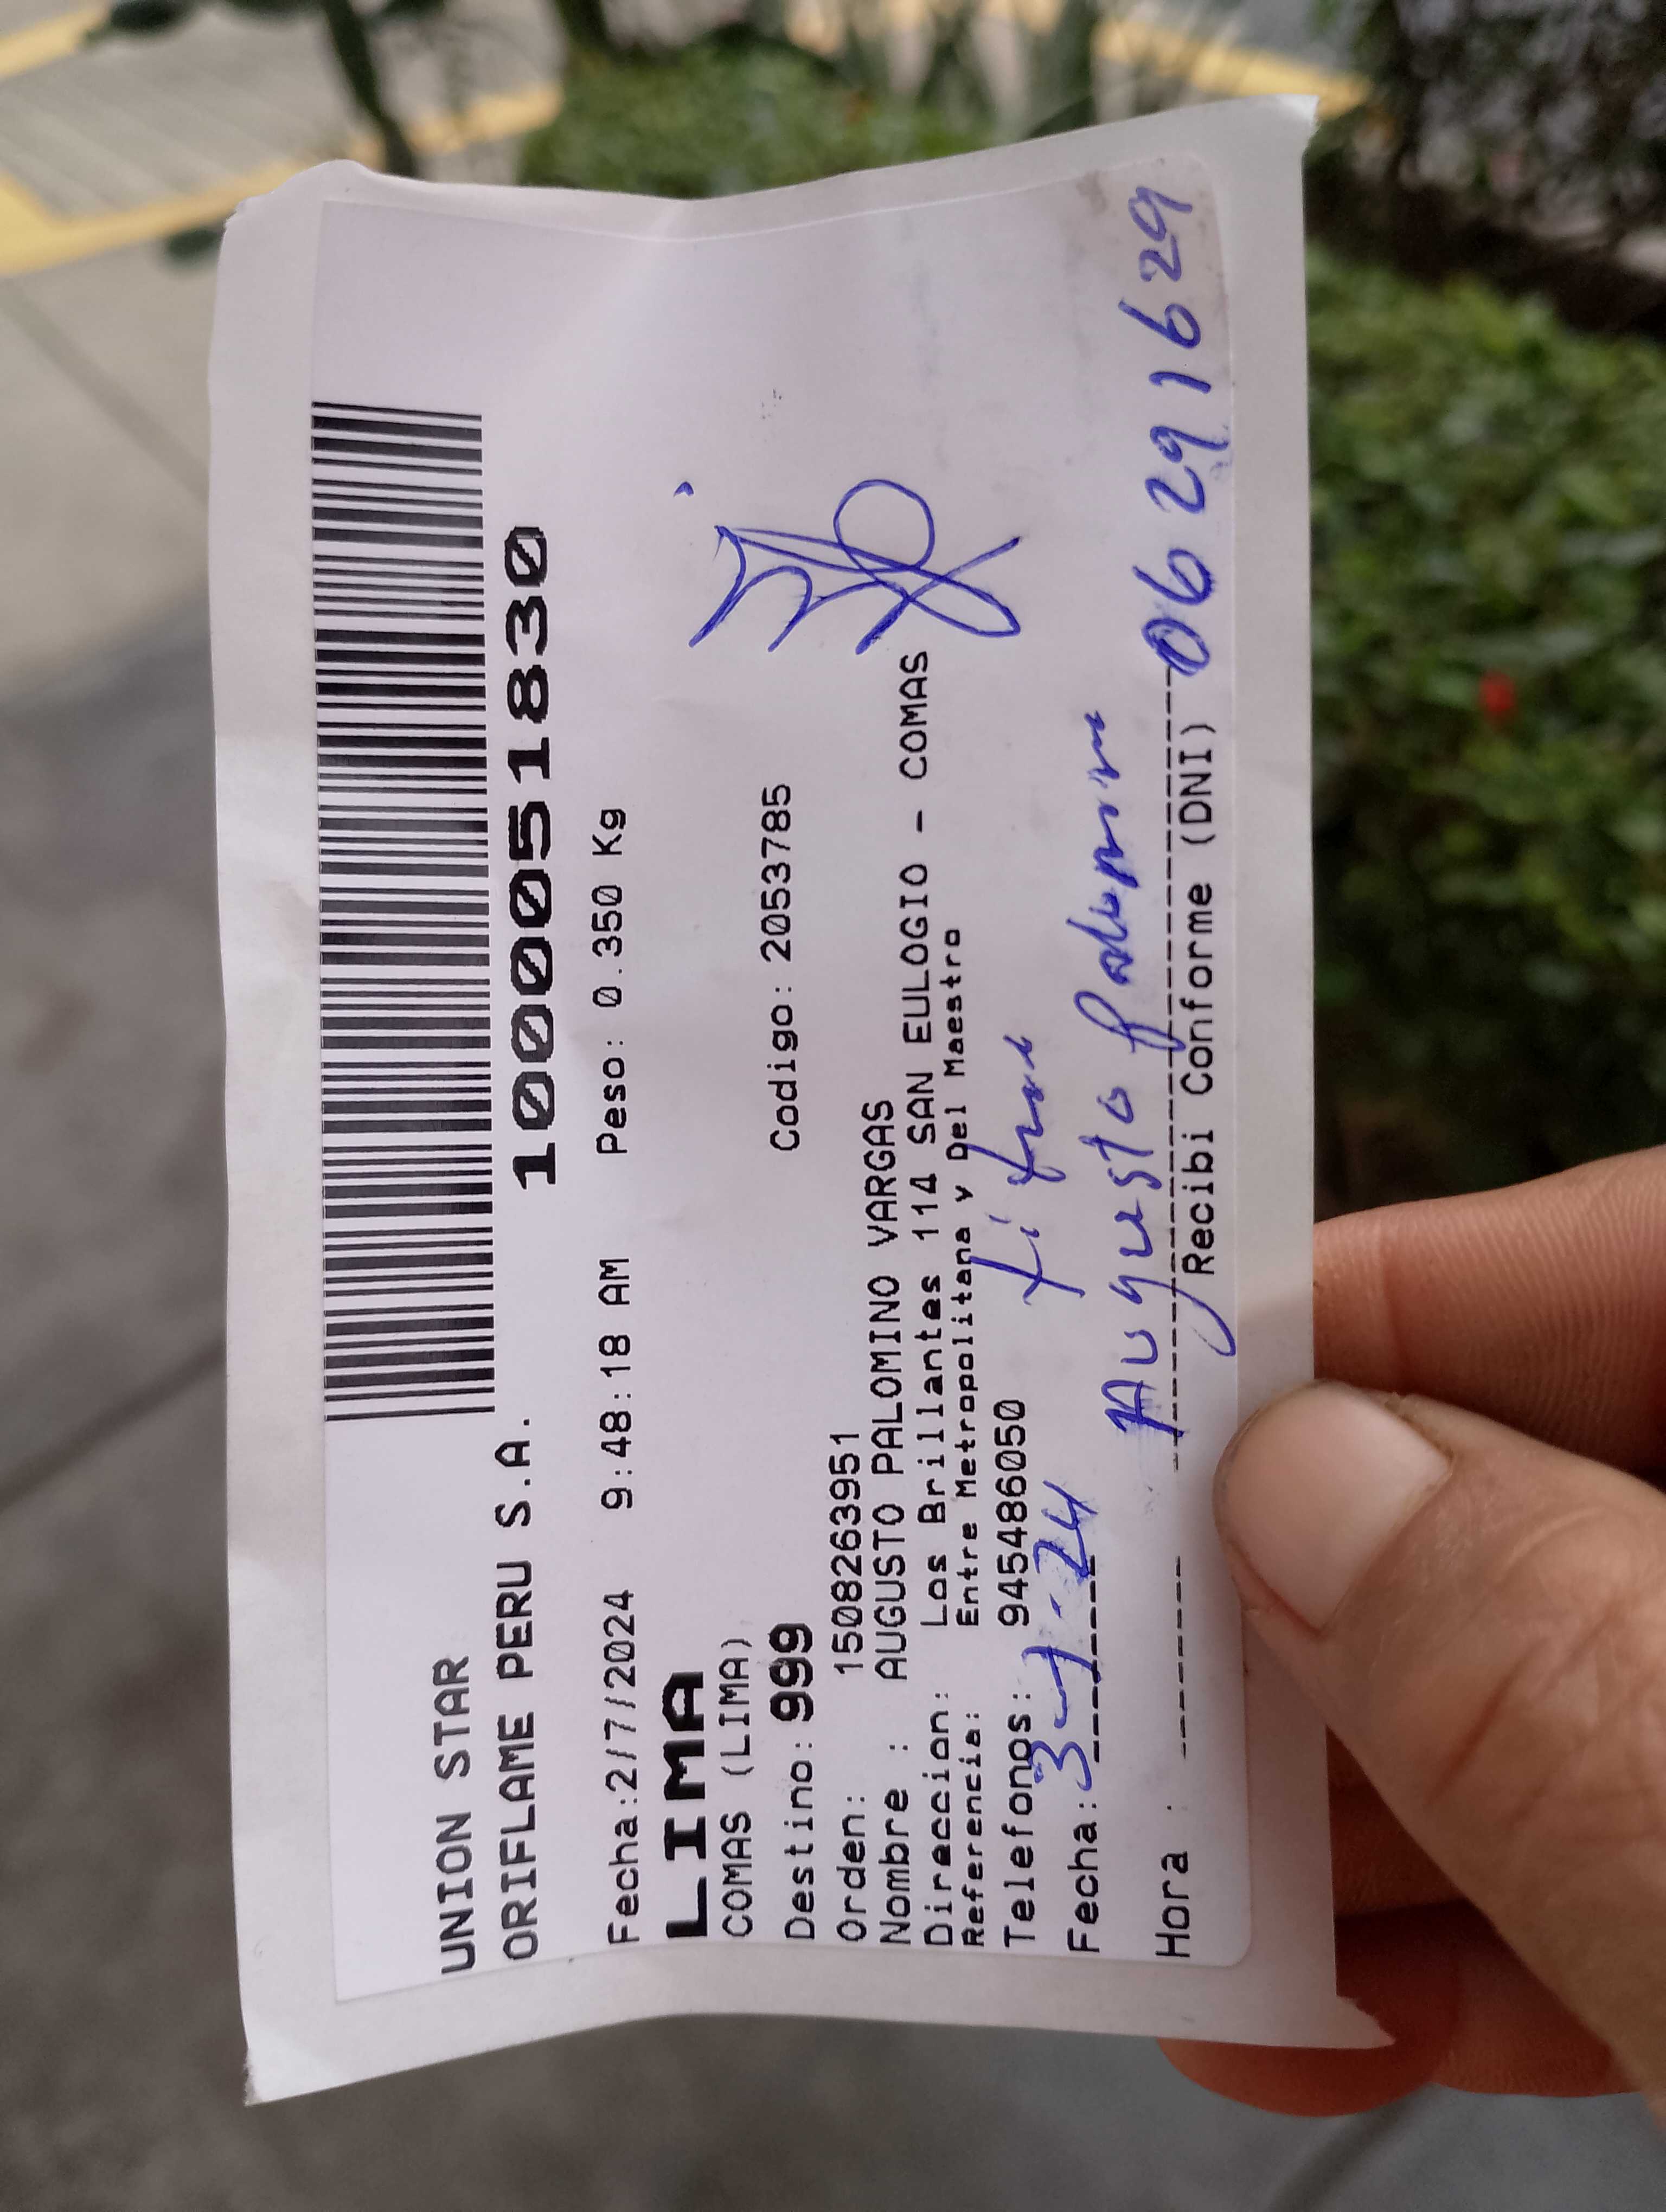 UNION STAR
ORIFLAME PERU S.A.
10000051830
Fecha:2/7/2024 9:48:18 AM Peso: 0.350 Kg
LIMA
COMAS (LIMA)
Destino: 999 Codigo: 2053785
Orden: 1508263951
Nombre : AUGUSTO PALOMINO VARGAS
Direccion: Los Brillantes 114 SAN EULOGIO - COMAS
Referencia: Entre Metropolitana y Del Maestro
Telefonos: 945486050
Fecha: 3-7-24
Augusto Palomino
Hora : 06291629
Recibi Conforme (DNI)